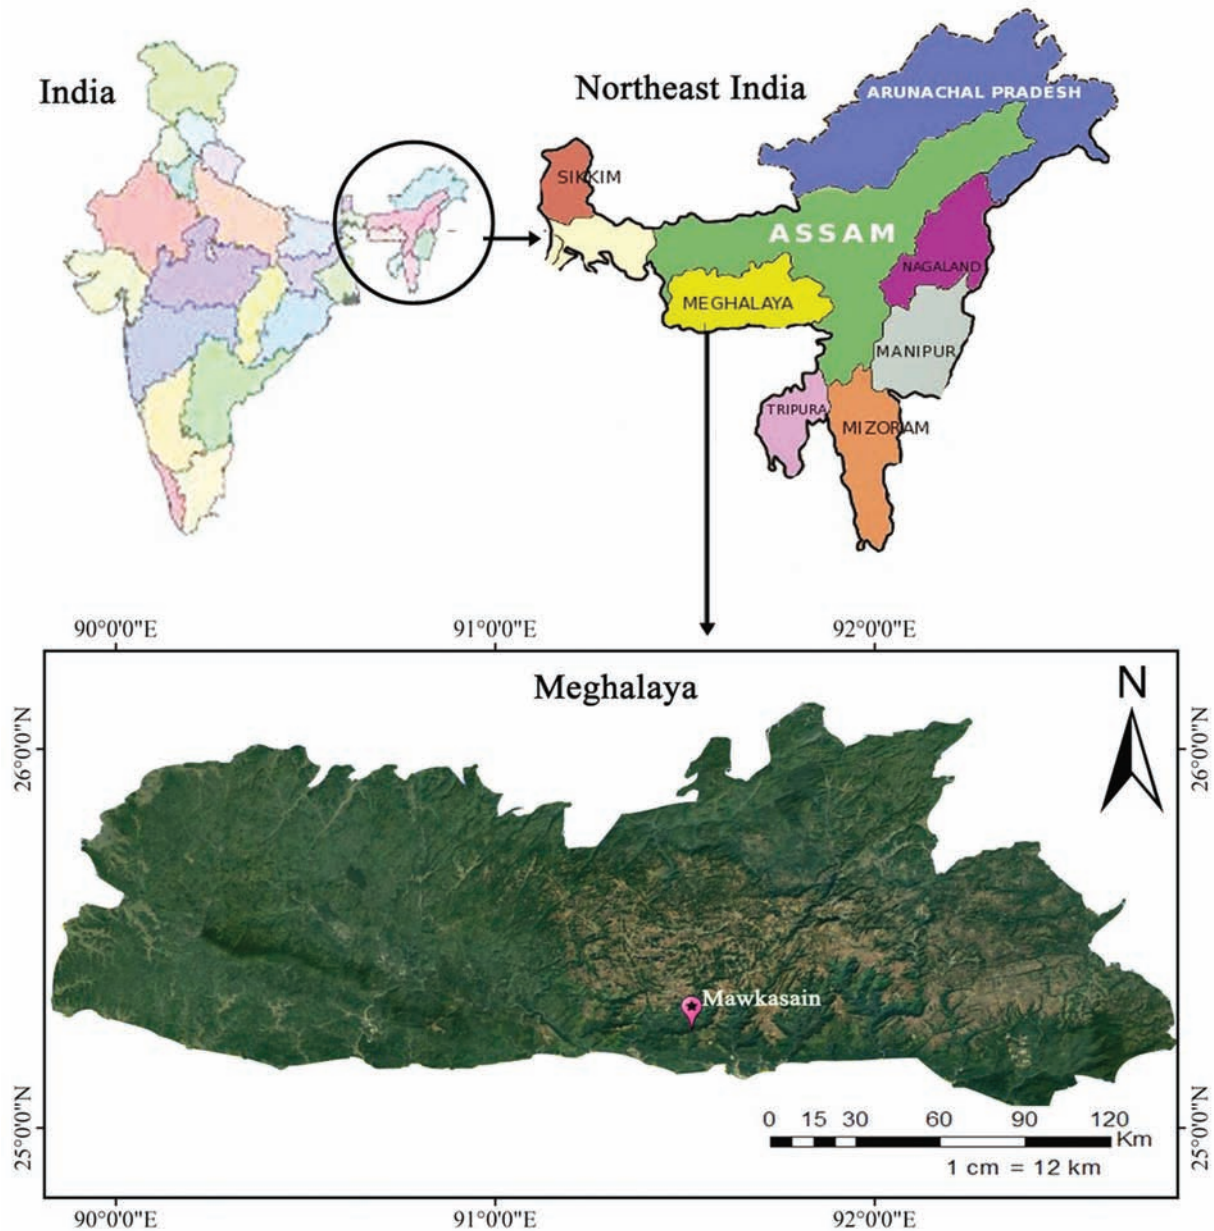 India
Northeast India
ARUNACHAL PRADESH
SIKKIM
ASSAM
NAGALAND
MEGHALAYA
MANIPUR
TRIPURA
MIZORAM
90°0'0"E 91°0'0"E 92°0'0"E
Meghalaya
N
26°0'0"N 26°0'0"N
Mawkasain
25°0'0"N 25°0'0"N
0 15 30 60 90 120
Km
1 cm = 12 km
90°0'0"E 91°0'0"E 92°0'0"E